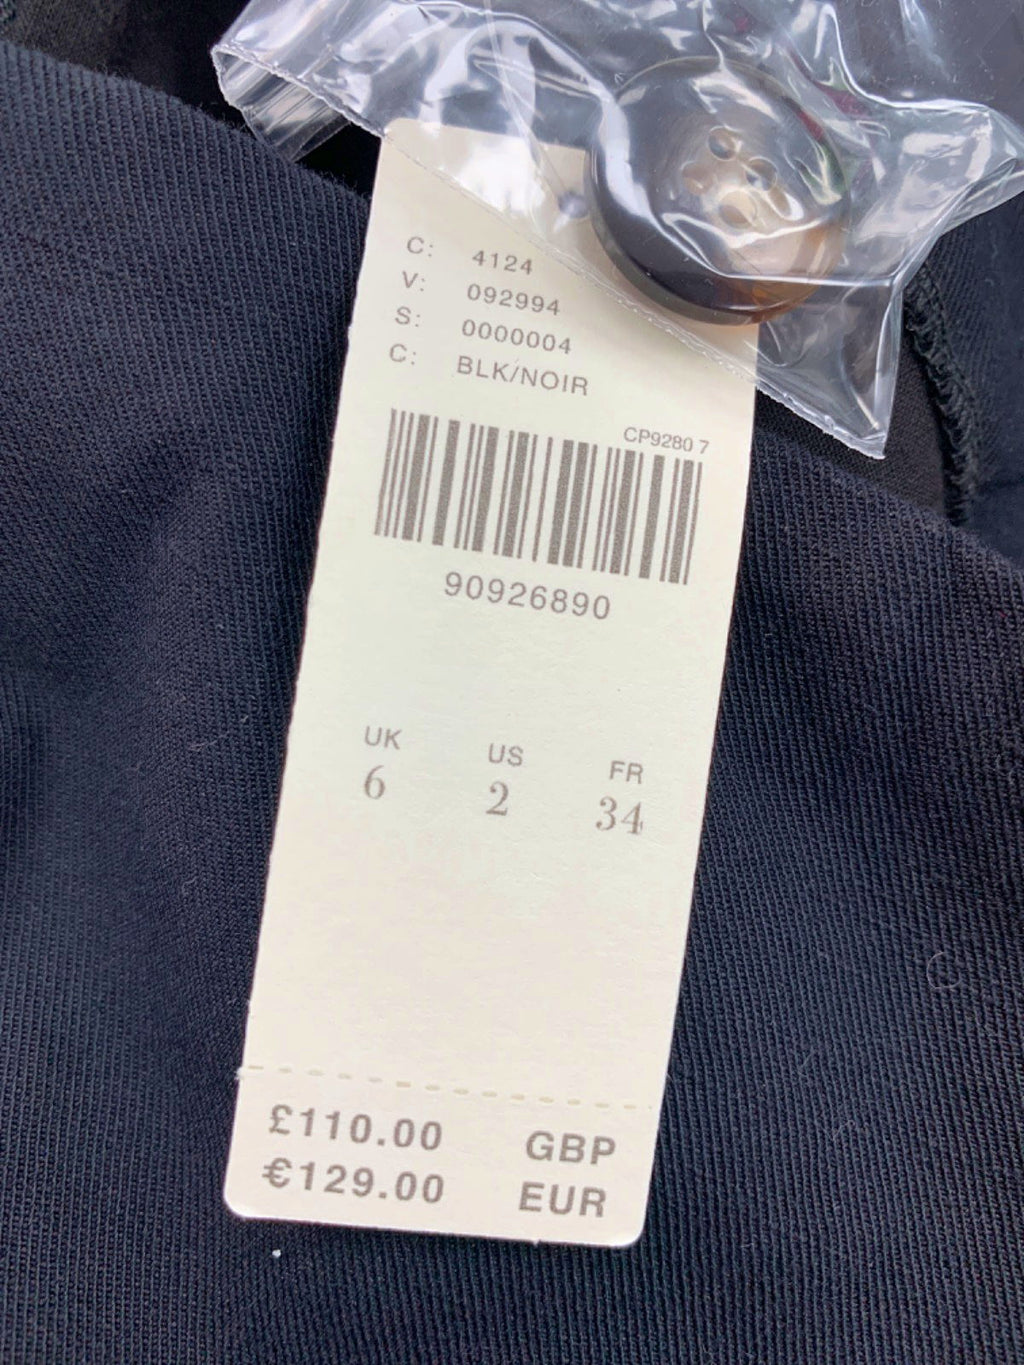 C: 4124
V: 092994
S: 0000004
C: BLK/NOIR
CP9280 7
90926890
UK US FR
6 2 34
£110.00 GBP
€129.00 EUR